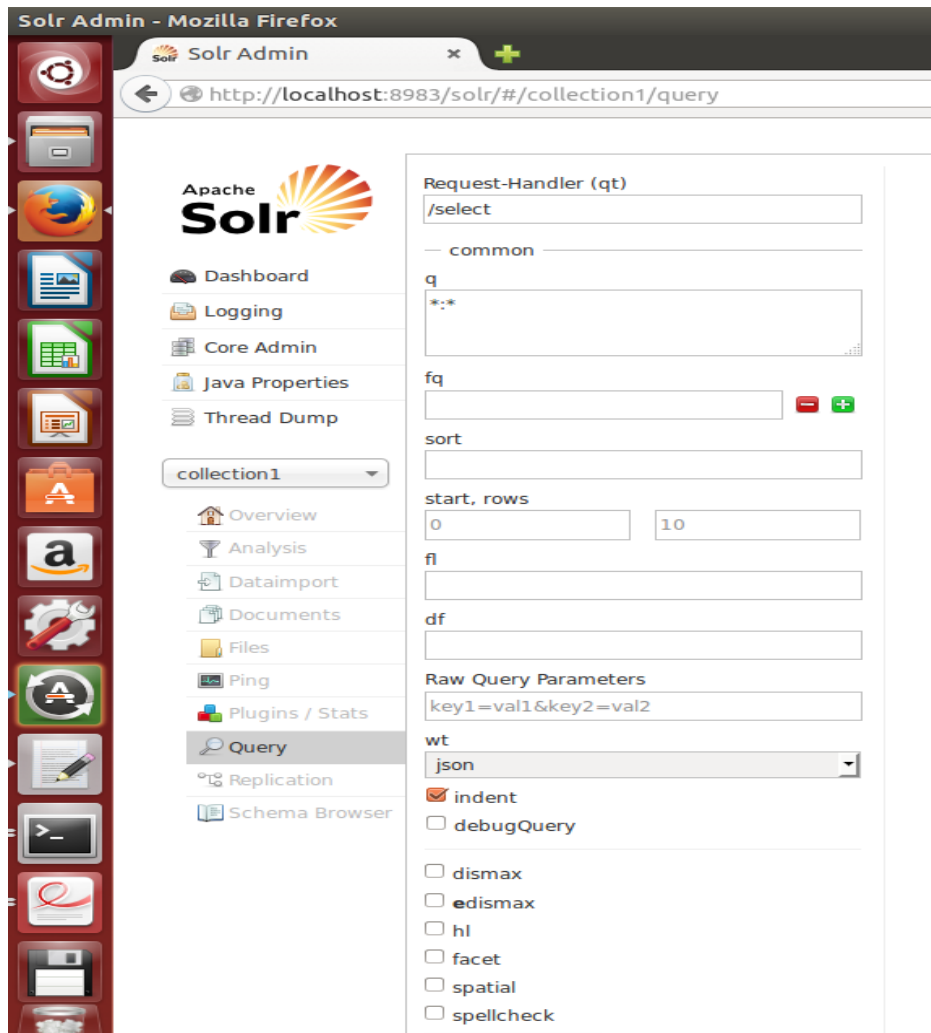 Solr Admin - Mozilla Firefox
Solr Solr Admin
http://localhost:8983/solr/#/collection1/query
Apache
Solr
Dashboard
Logging
Core Admin
Java Properties
Thread Dump
collection1
Overview
Analysis
Dataimport
Documents
Files
Ping
Plugins / Stats
Query
Replication
Schema Browser
Request-Handler (qt)
/select
common
q
*:*
fq
sort
start, rows
0 10
fl
df
Raw Query Parameters
key1=val1&key2=val2
wt
json
indent
debugQuery
dismax
edismax
hl
facet
spatial
spellcheck